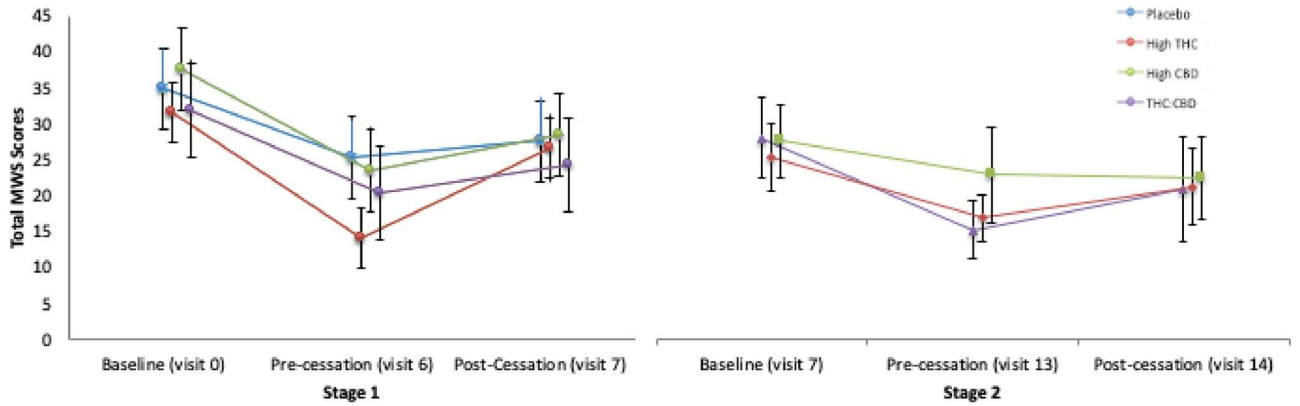 45
40
35
30
25
20
15
10
5
0
Total MWS Scores
Placebo
High THC
High CBD
THC:CBD
Baseline (visit 0) Pre-cessation (visit 6) Post-Cessation (visit 7)
Stage 1
Baseline (visit 7) Pre-cessation (visit 13) Post-cessation (visit 14)
Stage 2